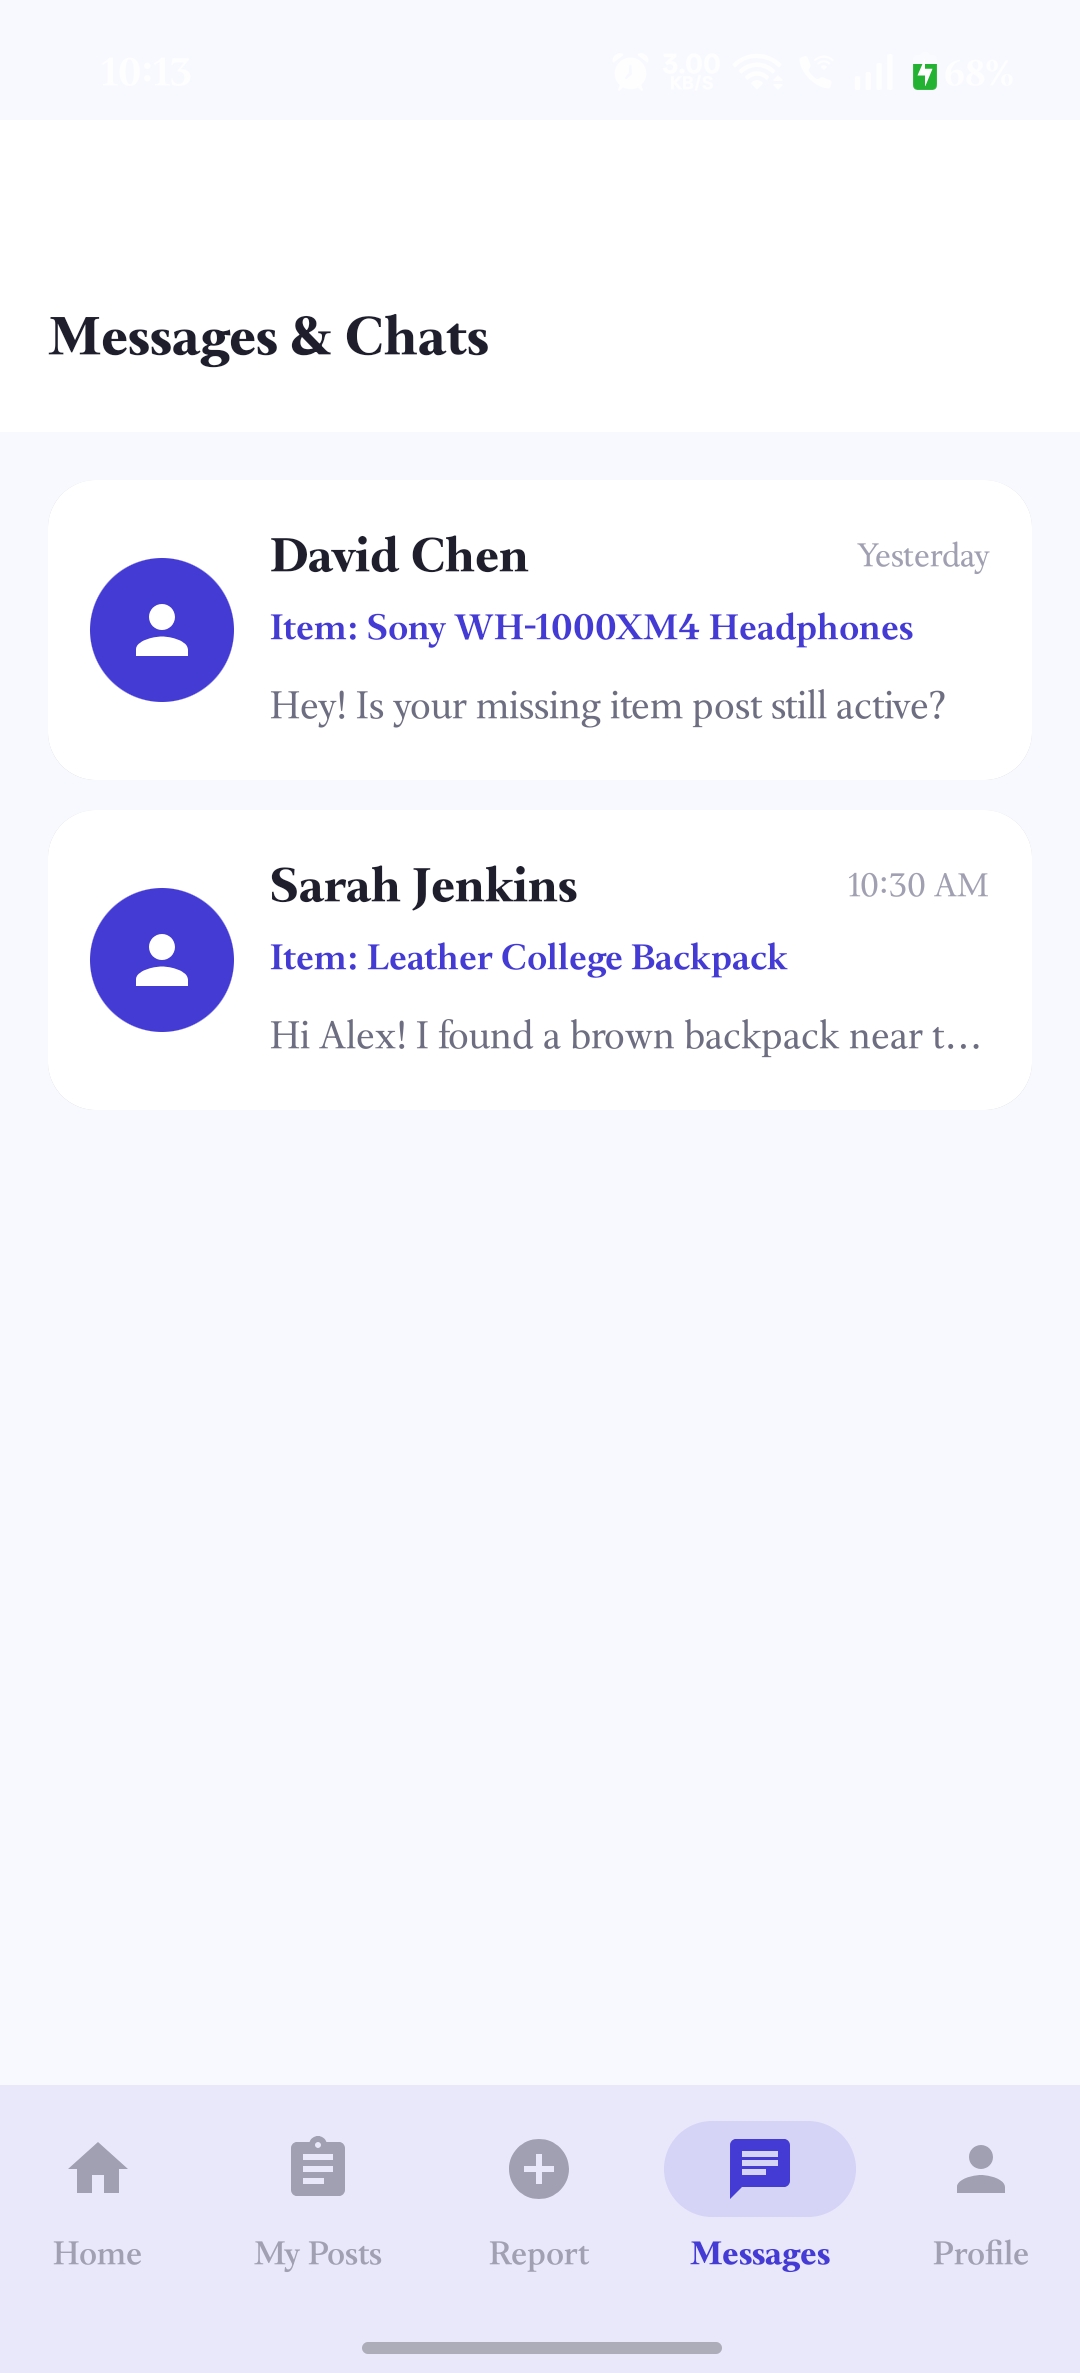 10:13 3.00 KB/S 68%
Messages & Chats
David Chen Yesterday
Item: Sony WH-1000XM4 Headphones
Hey! Is your missing item post still active?
Sarah Jenkins 10:30 AM
Item: Leather College Backpack
Hi Alex! I found a brown backpack near t...
Home My Posts Report Messages Profile